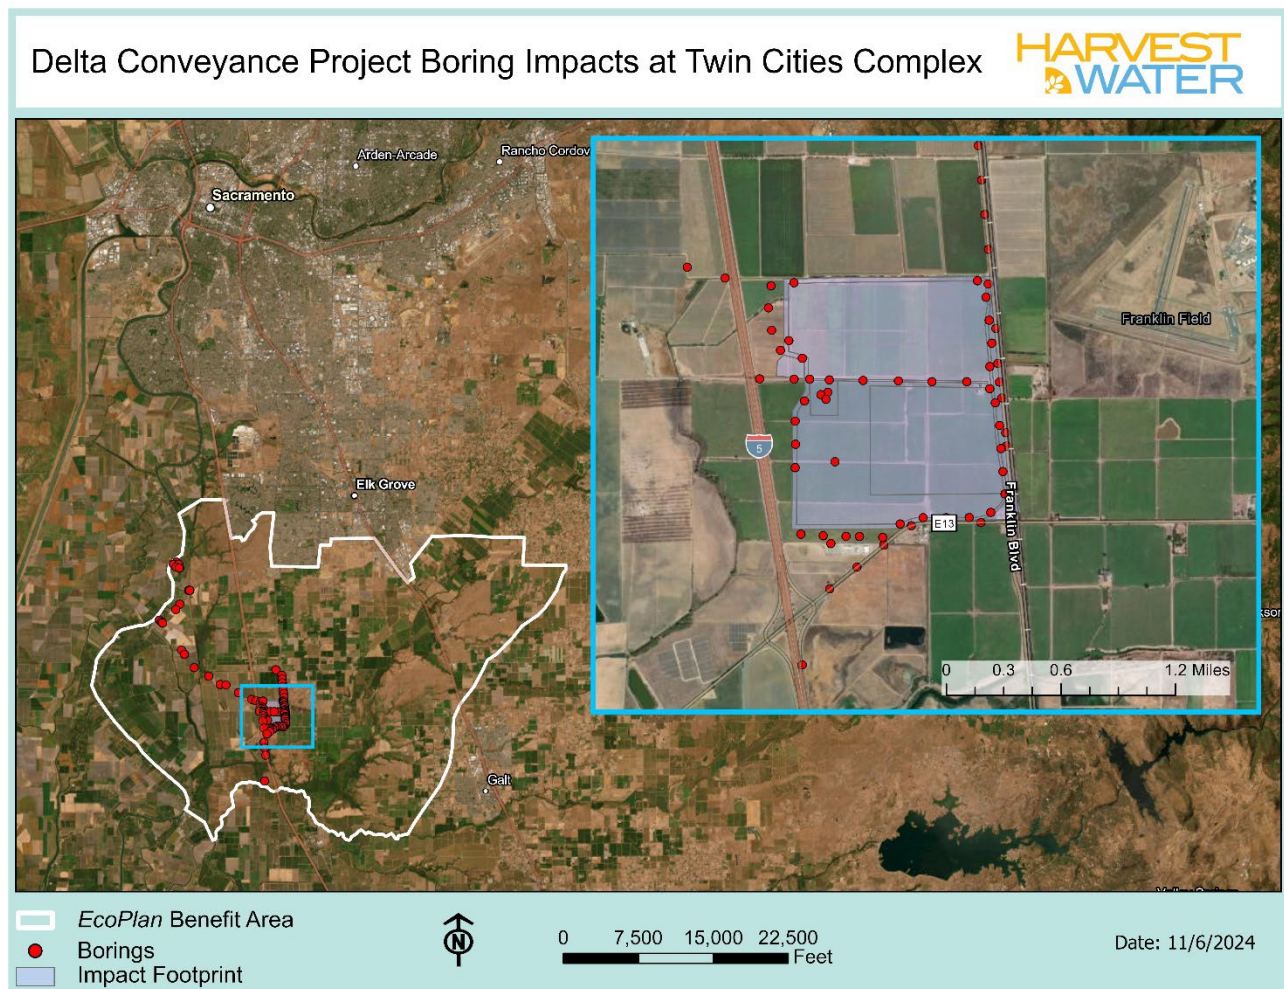 Delta Conveyance Project Boring Impacts at Twin Cities Complex
HARVEST
WATER
Arden-Arcade
Rancho Cordov
Sacramento
Elk Grove
Galt
Franklin Field
5
E13
Franklin Blvd
0 0.3 0.6 1.2 Miles
EcoPlan Benefit Area
Borings
Impact Footprint
N
0 7,500 15,000 22,500
Feet
Date: 11/6/2024